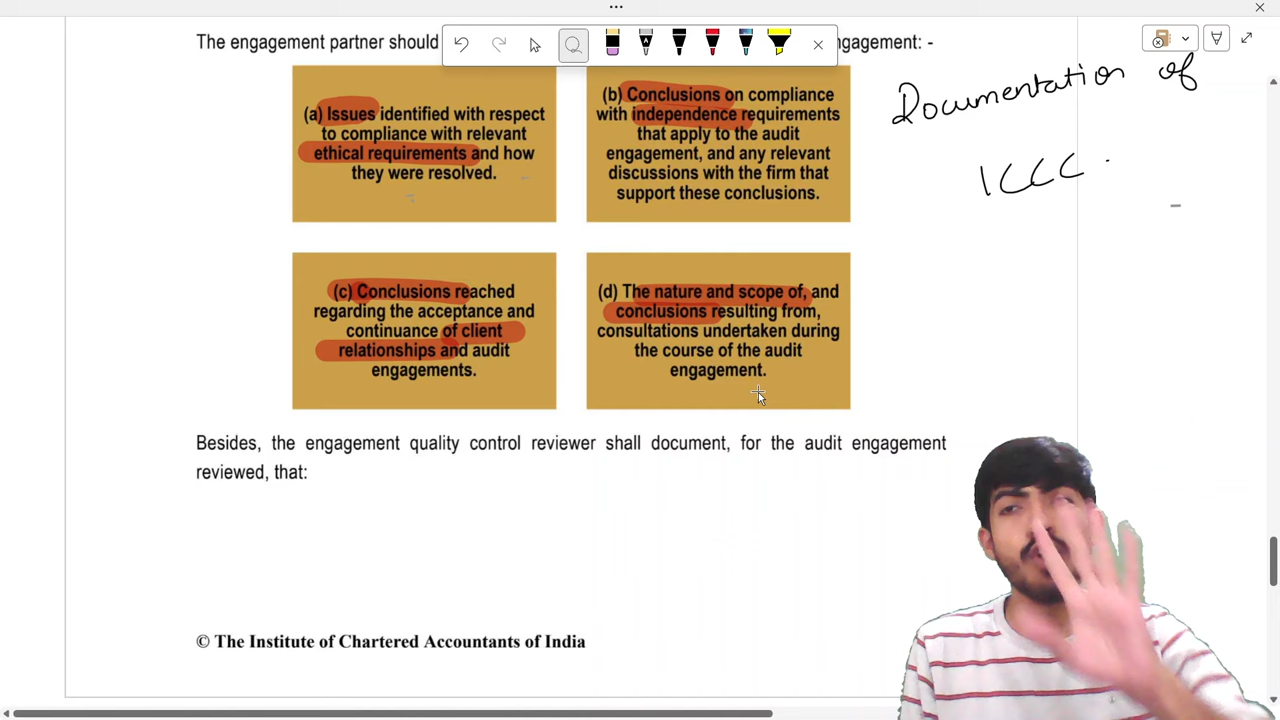 The engagement partner should
ngagement: -
(a) Issues identified with respect
to compliance with relevant
ethical requirements and how
they were resolved.
(b) Conclusions on compliance
with independence requirements
that apply to the audit
engagement, and any relevant
discussions with the firm that
support these conclusions.
Documentation of
ICCC
(c) Conclusions reached
regarding the acceptance and
continuance of client
relationships and audit
engagements.
(d) The nature and scope of, and
conclusions resulting from,
consultations undertaken during
the course of the audit
engagement.
Besides, the engagement quality control reviewer shall document, for the audit engagement
reviewed, that:
© The Institute of Chartered Accountants of India